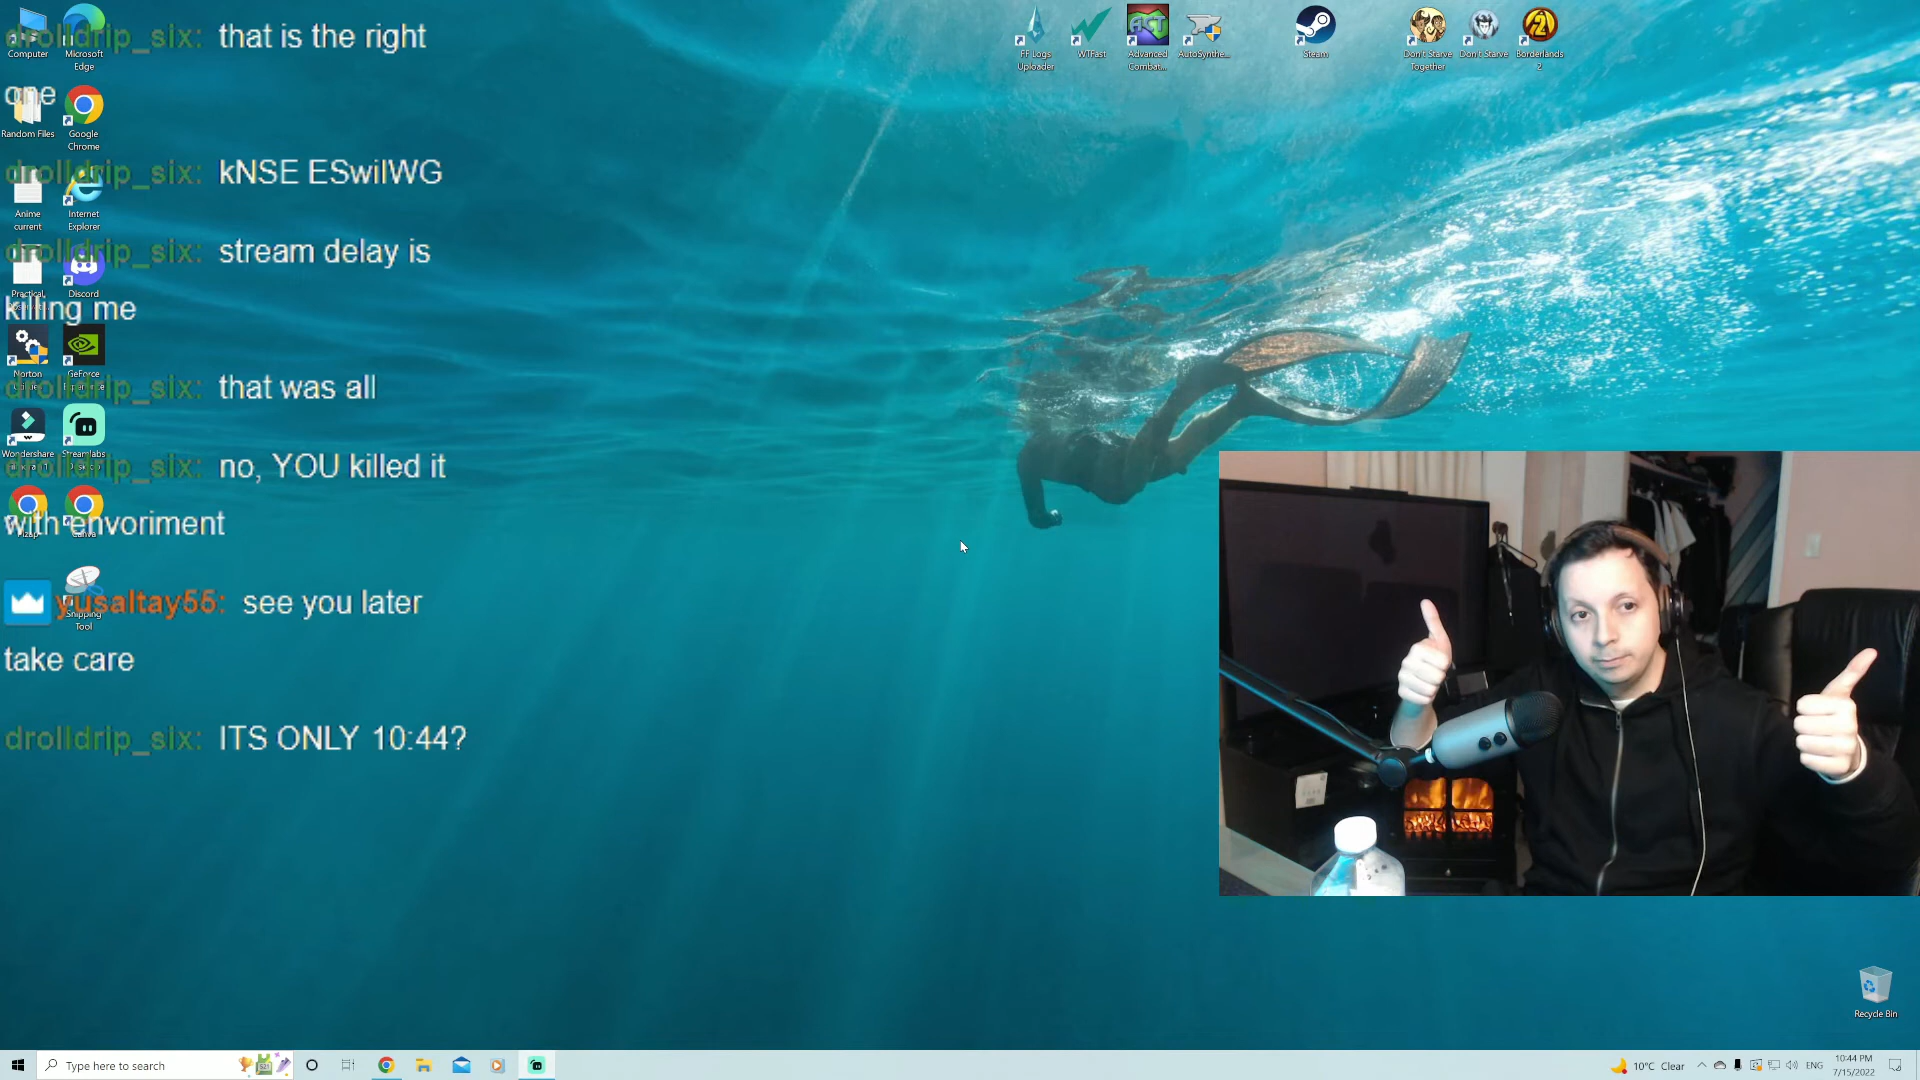 drolldrip_six: that is the right
one
drolldrip_six: kNSE ESwilWG
drolldrip_six: stream delay is
killing me
drolldrip_six: that was all
drolldrip_six: no, YOU killed it
with envoriment
yusaltay55: see you later
take care
drolldrip_six: ITS ONLY 10:44?
Computer
Microsoft
Edge
Random Files
Google
Chrome
Anime
current
Internet
Explorer
Practical
Discord
Norton
GeForce
Wondershare
Streamlabs
Canva
Snipping
Tool
FF Logs
Uploader
WTFast
Advanced
Combat...
AutoSynthe...
Steam
Don't Starve
Together
Don't Starve
Borderlands
2
ACT
Recycle Bin
Type here to search
10°C Clear
ENG
10:44 PM
7/15/2022